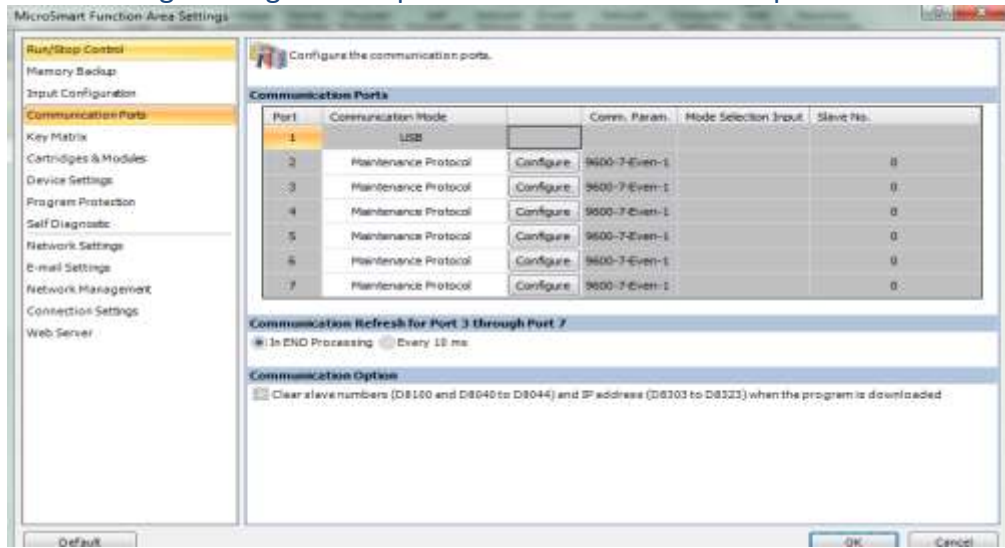 MicroSmart Function Area Settings
Run/Stop Control
Memory Backup
Input Configuration
Communication Ports
Key Matrix
Cartridges & Modules
Device Settings
Program Protection
Self Diagnostic
Network Settings
E-mail Settings
Network Management
Connection Settings
Web Server
Configure the communication ports.
Communication Ports
Port Communication Mode Comm. Param. Mode Selection Input Slave No.
1 USB
2 Maintenance Protocol Configure 9600-7-Even-1 0
3 Maintenance Protocol Configure 9600-7-Even-1 0
4 Maintenance Protocol Configure 9600-7-Even-1 0
5 Maintenance Protocol Configure 9600-7-Even-1 0
6 Maintenance Protocol Configure 9600-7-Even-1 0
7 Maintenance Protocol Configure 9600-7-Even-1 0
Communication Refresh for Port 3 through Port 7
In END Processing Every 10 ms
Communication Option
Clear slave numbers (D8100 and D8040 to D8044) and IP address (D8303 to D8323) when the program is downloaded
Default OK Cancel